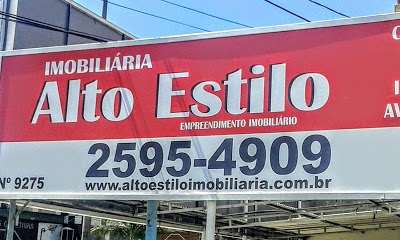 IMOBILIÁRIA
Alto Estilo
EMPREENDIMENTO IMOBILIÁRIO
2595-4909
Nº 9275
www.altoestiloimobiliaria.com.br